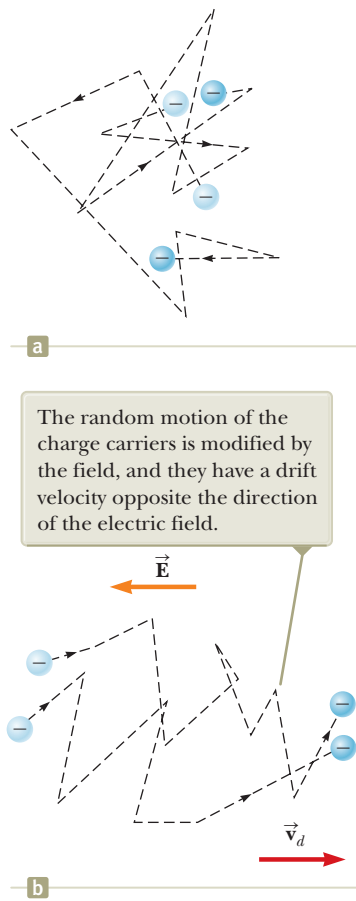 −
−
−
−
a
The random motion of the
charge carriers is modified by
the field, and they have a drift
velocity opposite the direction
of the electric field.
E⃗
−
−
−
−
v⃗d
b